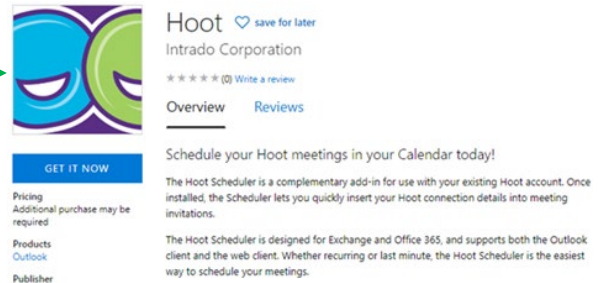 Hoot save for later
Intrado Corporation
(0) Write a review
Overview Reviews
GET IT NOW
Pricing
Additional purchase may be
required
Products
Outlook
Publisher
Schedule your Hoot meetings in your Calendar today!
The Hoot Scheduler is a complementary add-in for use with your existing Hoot account. Once
installed, the Scheduler lets you quickly insert your Hoot connection details into meeting
invitations.
The Hoot Scheduler is designed for Exchange and Office 365, and supports both the Outlook
client and the web client. Whether recurring or last minute, the Hoot Scheduler is the easiest
way to schedule your meetings.